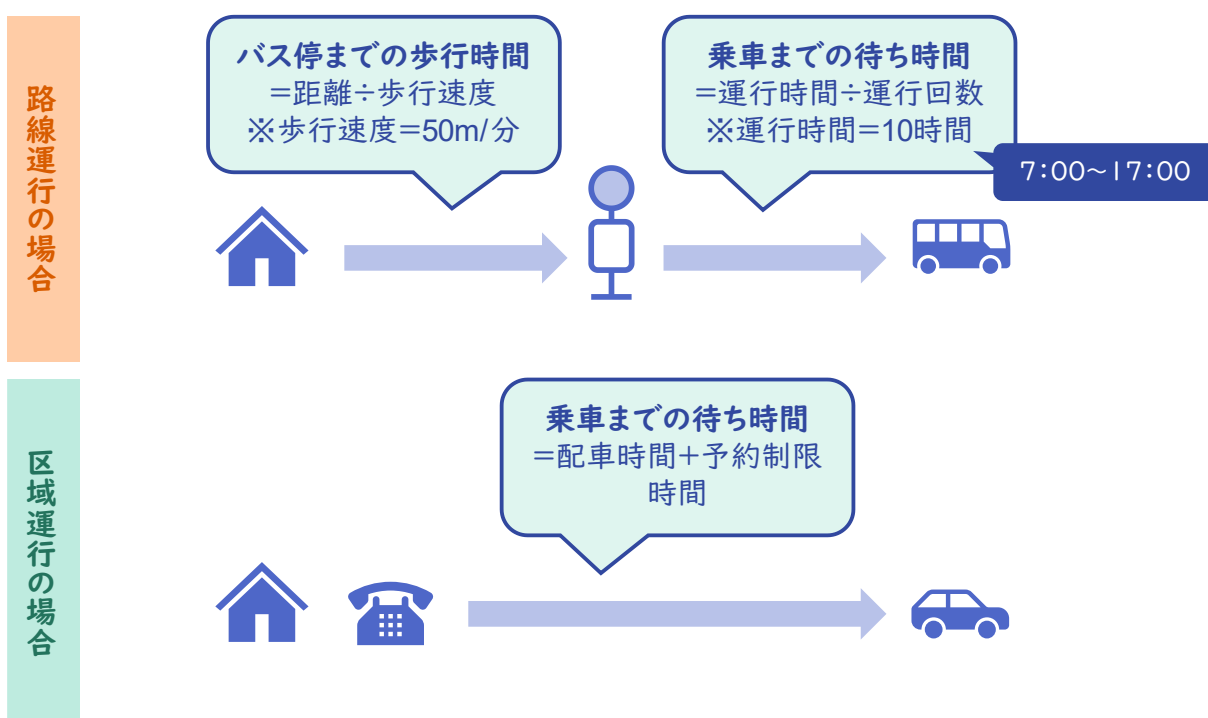 路線運行の場合
バス停までの歩行時間
=距離÷歩行速度
※歩行速度=50m/分
乗車までの待ち時間
=運行時間÷運行回数
※運行時間=10時間
7:00~17:00
区域運行の場合
乗車までの待ち時間
=配車時間+予約制限
時間